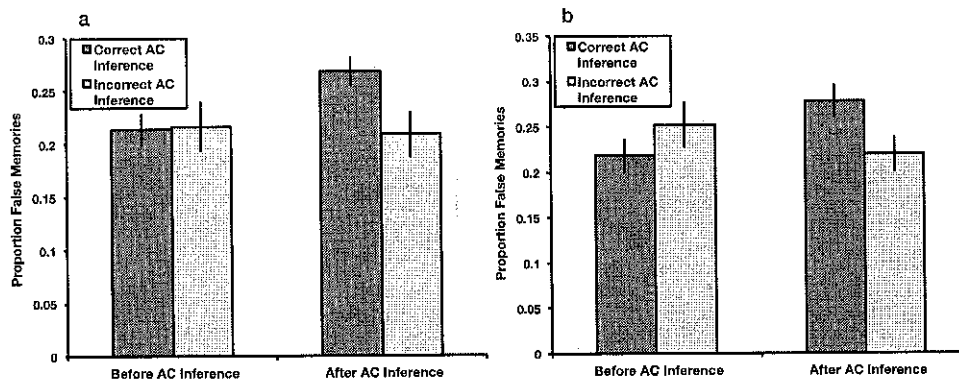 a
0.3
0.25
0.2
0.15
0.1
0.05
0
Proportion False Memories
Correct AC
Inference
Incorrect AC
Inference
Before AC Inference
After AC Inference
b
0.35
0.3
0.25
0.2
0.15
0.1
0.05
0
Proportion False Memories
Correct AC
Inference
Incorrect AC
Inference
Before AC Inference
After AC Inference